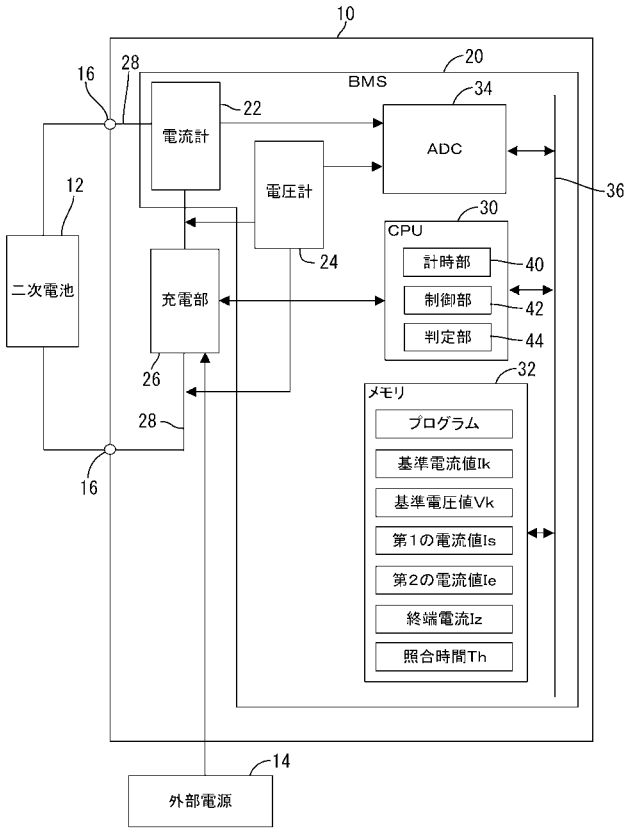 10
20
BMS
16
28
22
34
電流計
ADC
電圧計
36
12
30
CPU
24
計時部
40
二次電池
充電部
制御部
42
判定部
44
26
32
メモリ
28
プログラム
16
基準電流値Ik
基準電圧値Vk
第1の電流値Is
第2の電流値Ie
終端電流Iz
照合時間Th
14
外部電源